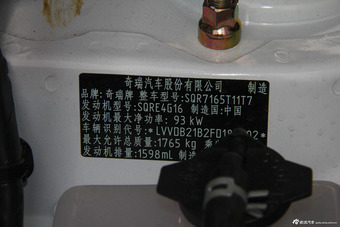 奇瑞汽车股份有限公司 制造
品牌:奇瑞牌 整车型号:SQR7165T11T7
发动机型号:SQRE4G16 制造国:中国
发动机最大净功率:93 kW
车辆识别代号:*LVVDB21B2FD
最大允许总质量:1765 kg 乘
发动机排量:1598mL 制造